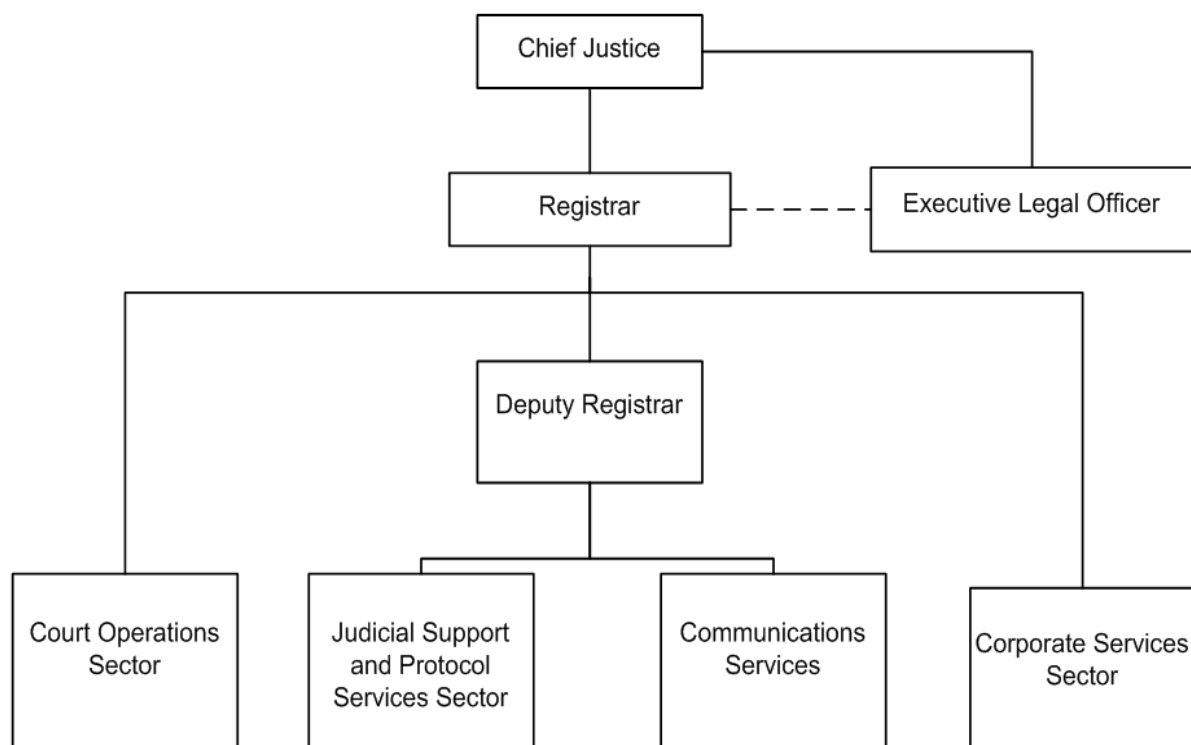 Chief Justice
Registrar
Executive Legal Officer
Deputy Registrar
Court Operations
Sector
Judicial Support
and Protocol
Services Sector
Communications
Services
Corporate Services
Sector